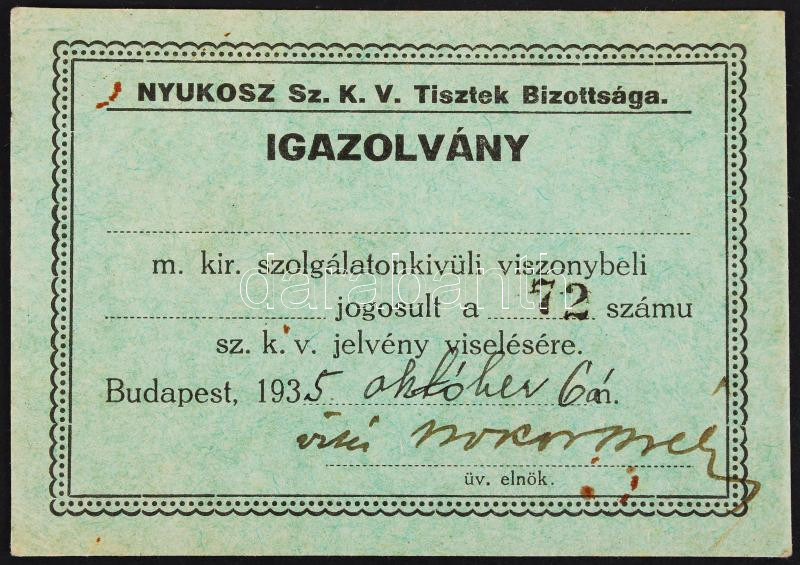 NYUKOSZ Sz. K. V. Tisztek Bizottsága.
IGAZOLVÁNY
m. kir. szolgálatonkivüli viszonybeli
jogosult a 72 számu
sz. k. v. jelvény viselésére.
Budapest, 1935 október 6án.
üv. elnök.
darabanth